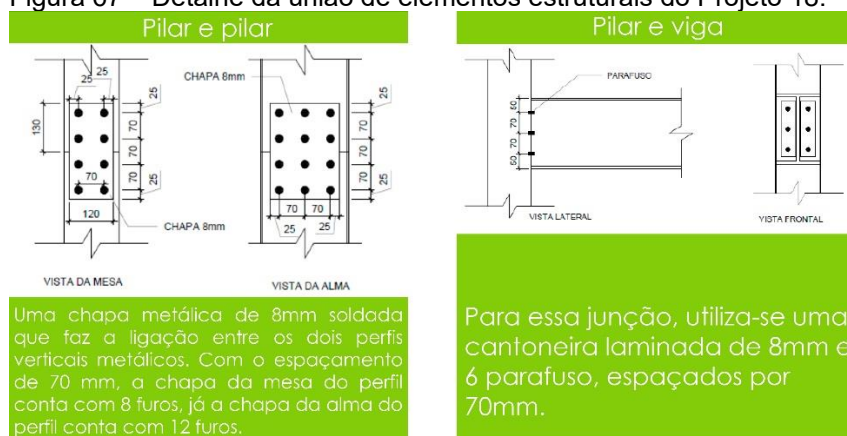 Figura 67 – Detalhe da união de elementos estruturais do Projeto 18.
Pilar e pilar
25
25
CHAPA 8mm
25
130
70
70
70
25
70
120
CHAPA 8mm
VISTA DA MESA
25
70
70
70
25
70
70
25
25
VISTA DA ALMA
Uma chapa metálica de 8mm soldada
que faz a ligação entre os dois perfis
verticais metálicos. Com o espaçamento
de 70 mm, a chapa da mesa do perfil
conta com 8 furos, já a chapa da alma do
perfil conta com 12 furos.
Pilar e viga
PARAFUSO
50
70
70
50
VISTA LATERAL
VISTA FRONTAL
Para essa junção, utiliza-se uma
cantoneira laminada de 8mm e
6 parafuso, espaçados por
70mm.